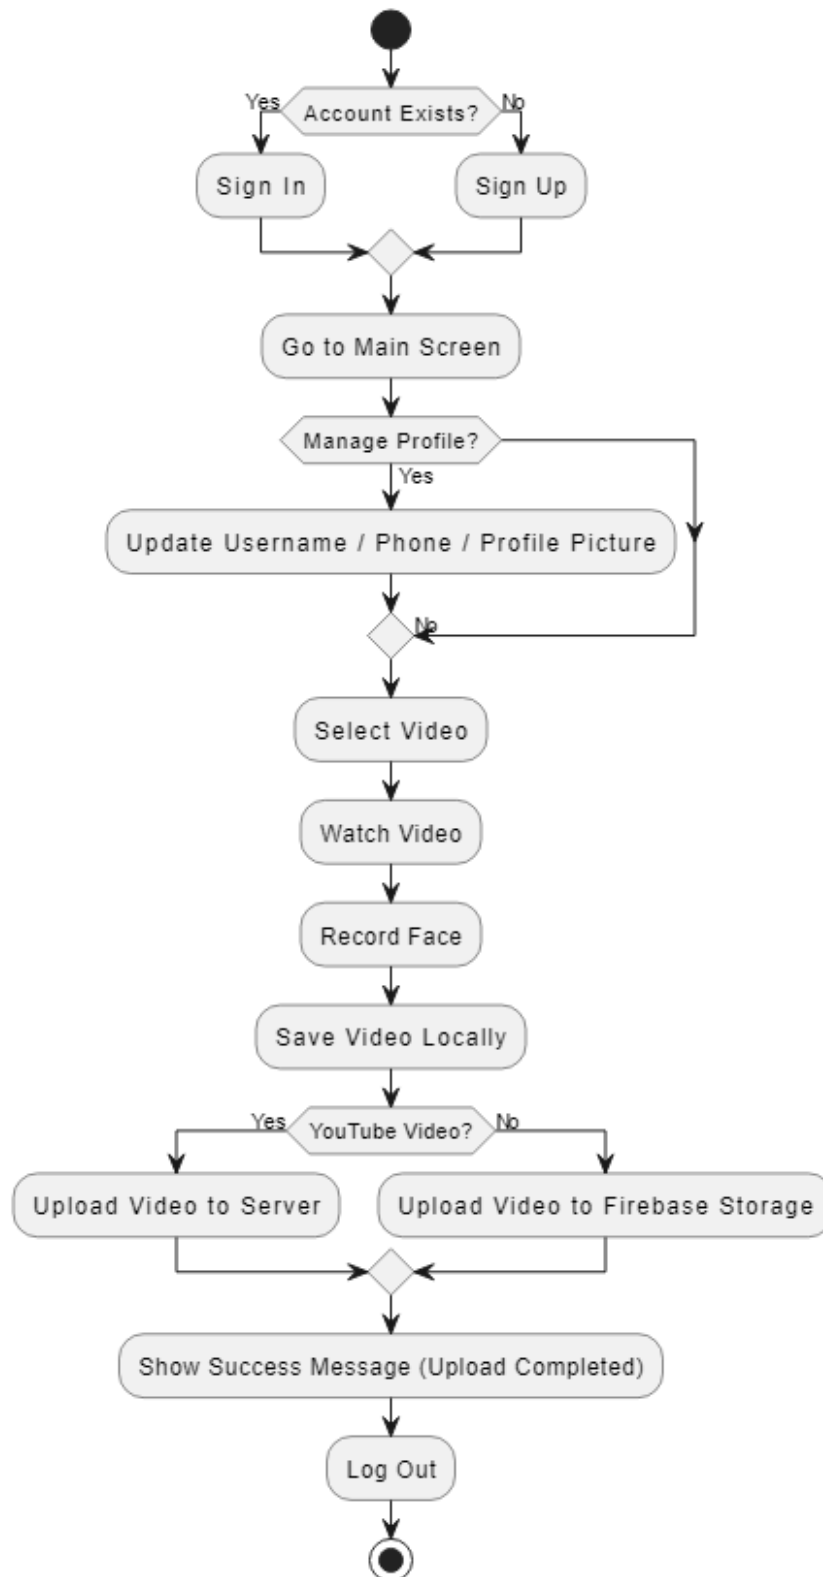 Account Exists?
Yes
No
Sign In
Sign Up
Go to Main Screen
Manage Profile?
Yes
Update Username / Phone / Profile Picture
No
Select Video
Watch Video
Record Face
Save Video Locally
YouTube Video?
Yes
No
Upload Video to Server
Upload Video to Firebase Storage
Show Success Message (Upload Completed)
Log Out